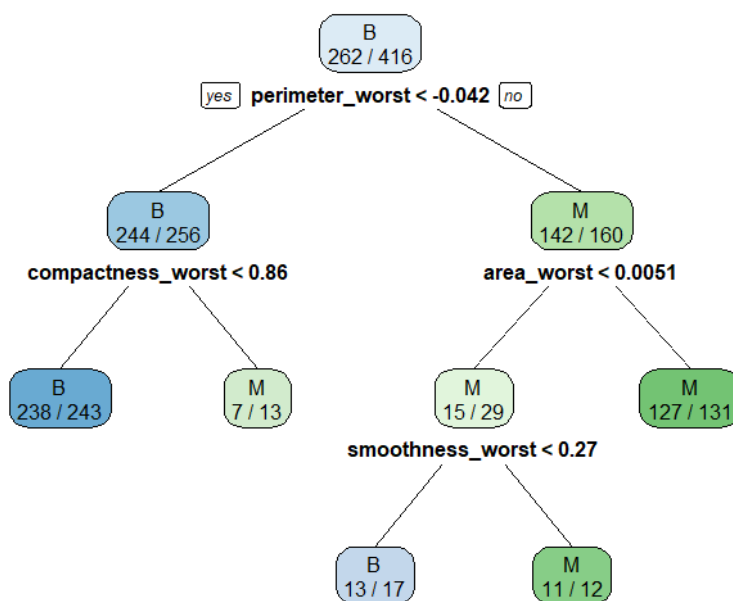 B
262 / 416
yes perimeter_worst < -0.042 no
B
244 / 256
M
142 / 160
compactness_worst < 0.86
area_worst < 0.0051
B
238 / 243
M
7 / 13
M
15 / 29
M
127 / 131
smoothness_worst < 0.27
B
13 / 17
M
11 / 12